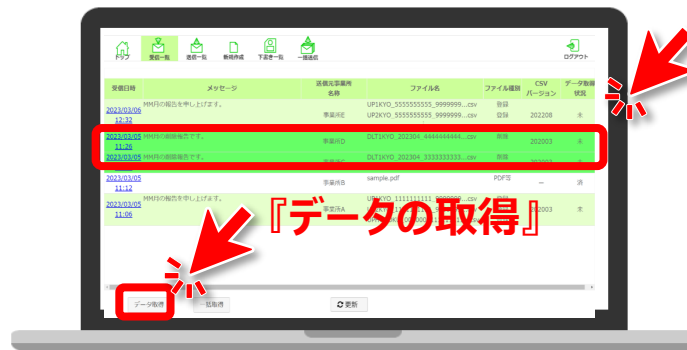 トップ 受信一覧 送信一覧 新規作成 下書き一覧 一括送信 ログアウト
受信日時 メッセージ 送信元事業所名称 ファイル名 ファイル種別 CSVバージョン データ取得状況
MM月の報告を申し上げます。 UP1KYO_5555555555_9999999...csv 登録
2023/03/06 12:32 事業所E UP2KYO_5555555555_9999999...csv 登録 202208 未
2023/03/05 11:26 MM月の削除報告です。 事業所D DLT1KYO_202304_4444444444...csv 削除 202003 未
2023/03/05 MM月の削除報告です。 事業所C DLT1KYO_202304_3333333333...csv 削除 202003 未
2023/03/05 11:12 事業所B sample.pdf PDF等 ― 済
MM月の報告を申し上げます。 UP1KYO_1111111111_9999999...csv
2023/03/05 11:06 事業所A 202003 未
『データの取得』
データ取得 一括取得 更新